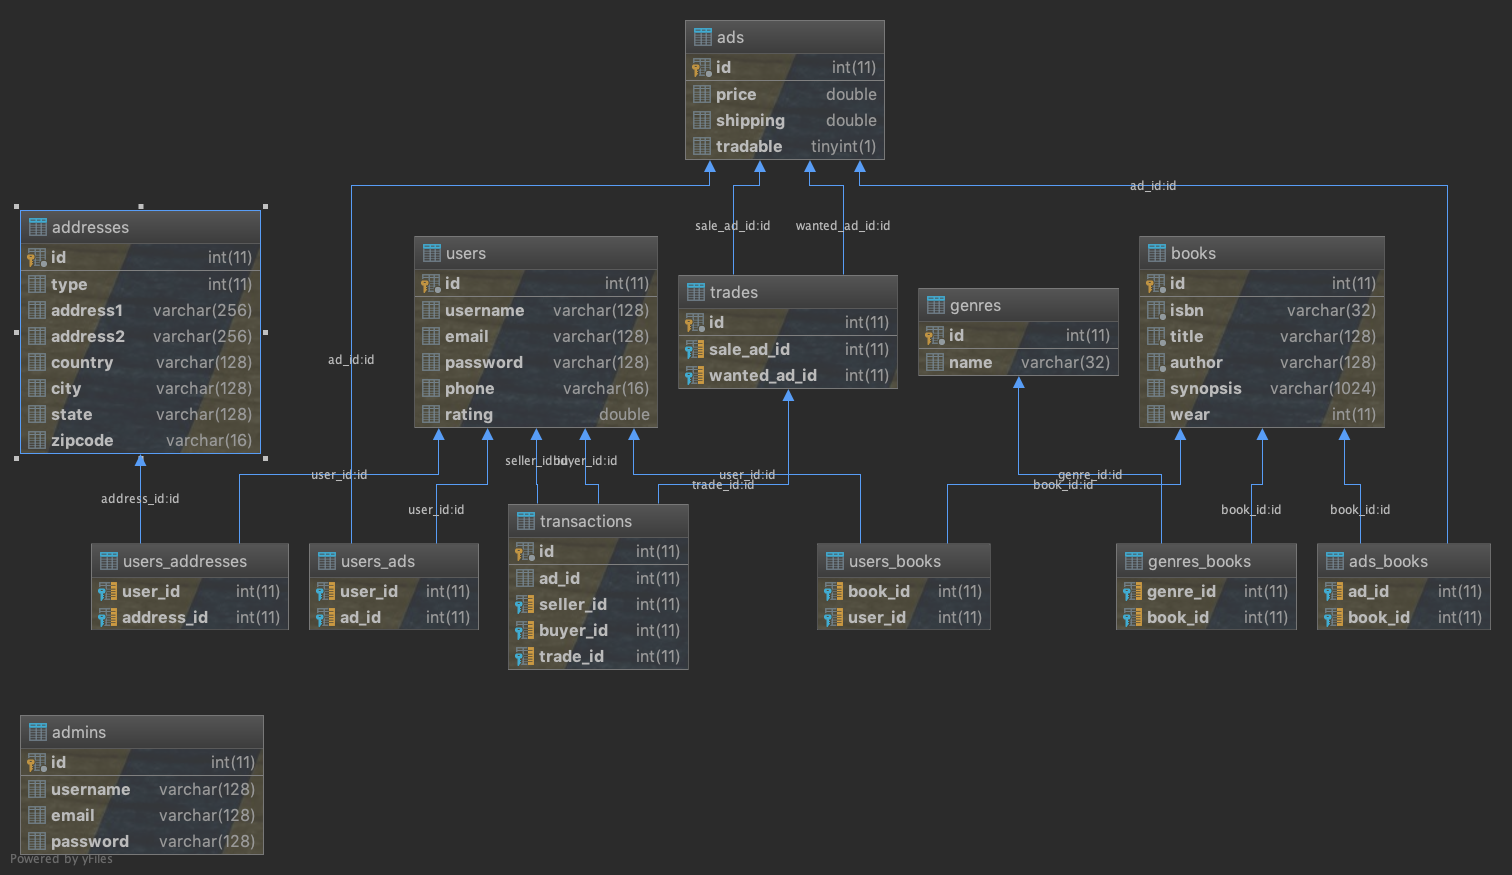 ads
id int(11)
price double
shipping double
tradable tinyint(1)
ad_id:id
sale_ad_id:id
wanted_ad_id:id
addresses
id int(11)
type int(11)
address1 varchar(256)
address2 varchar(256)
country varchar(128)
city varchar(128)
state varchar(128)
zipcode varchar(16)
users
id int(11)
username varchar(128)
email varchar(128)
password varchar(128)
phone varchar(16)
rating double
trades
id int(11)
sale_ad_id int(11)
wanted_ad_id int(11)
genres
id int(11)
name varchar(32)
books
id int(11)
isbn varchar(32)
title varchar(128)
author varchar(128)
synopsis varchar(1024)
wear int(11)
ad_id:id
seller_id:id
buyer_id:id
user_id:id
user_id:id
trade_id:id
genre_id:id
book_id:id
address_id:id
user_id:id
book_id:id
book_id:id
users_addresses
user_id int(11)
address_id int(11)
users_ads
user_id int(11)
ad_id int(11)
transactions
id int(11)
ad_id int(11)
seller_id int(11)
buyer_id int(11)
trade_id int(11)
users_books
book_id int(11)
user_id int(11)
genres_books
genre_id int(11)
book_id int(11)
ads_books
ad_id int(11)
book_id int(11)
admins
id int(11)
username varchar(128)
email varchar(128)
password varchar(128)
Powered by yFiles